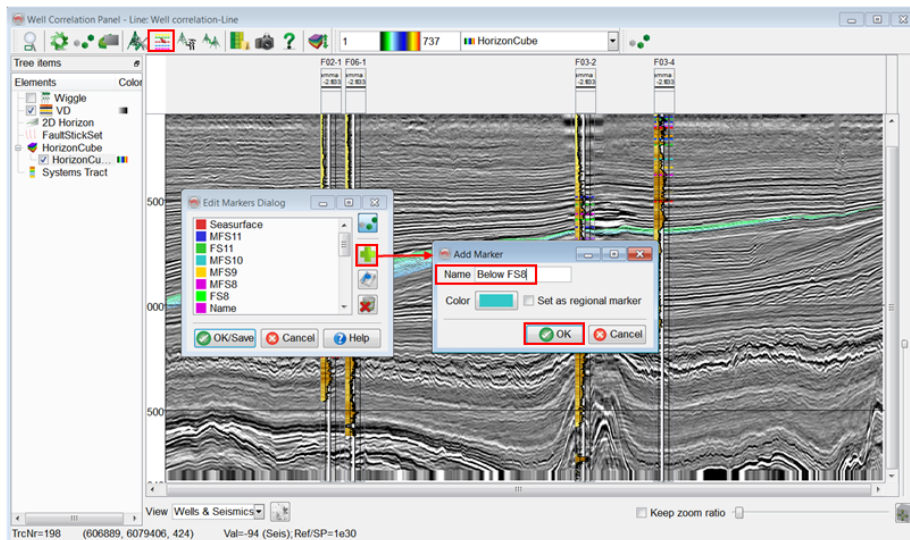 Well Correlation Panel - Line: Well correlation-Line
1 737 HorizonCube
Tree items
Elements Color
Wiggle
VD
2D Horizon
FaultStickSet
HorizonCube
HorizonCu...
Systems Tract
F02-1 F06-1 F03-2 F03-4
500
Edit Markers Dialog
Seasurface
MFS11
FS11
MFS10
MFS9
MFS8
FS8
Name
OK/Save Cancel Help
Add Marker
Name Below FS8
Color Set as regional marker
OK Cancel
000
500
View Wells & Seismics
Keep zoom ratio
TrcNr=198 (606889, 6079406, 424) Val=-94 (Seis); Ref/SP=1e30